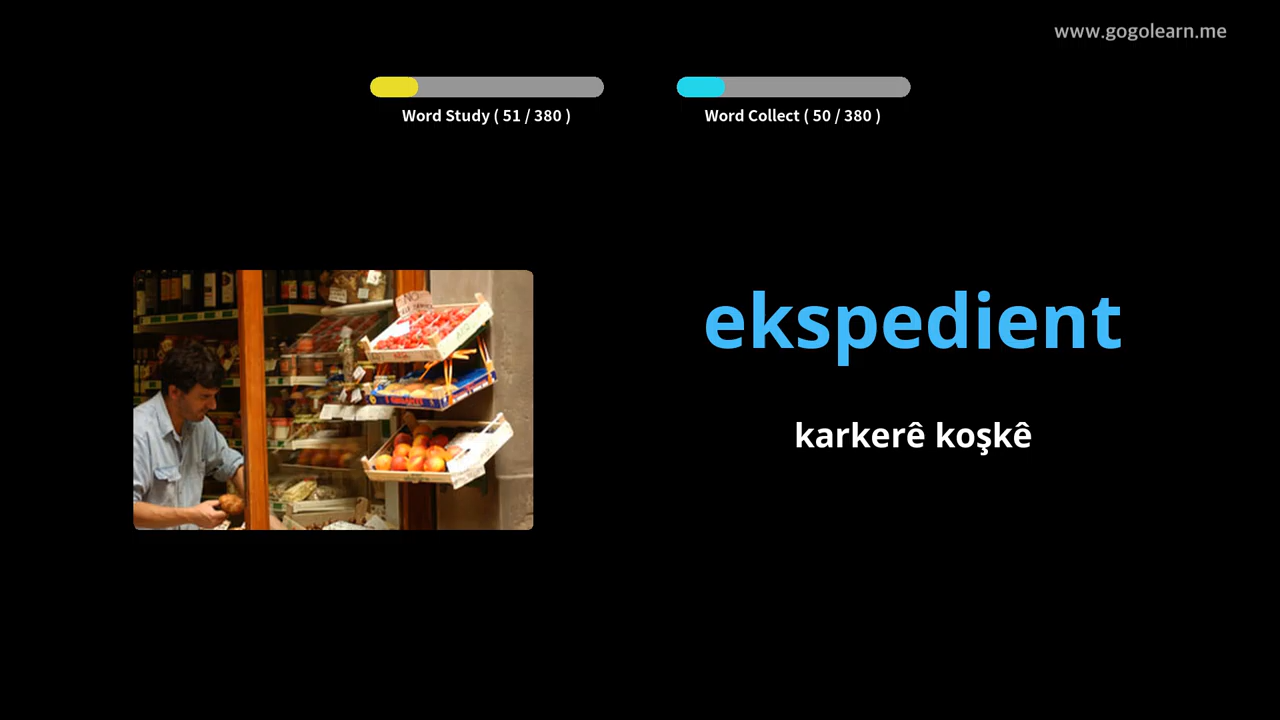 www.gogolearn.me
Word Study ( 51 / 380 )
Word Collect ( 50 / 380 )
ekspedient
karkerê koşkê